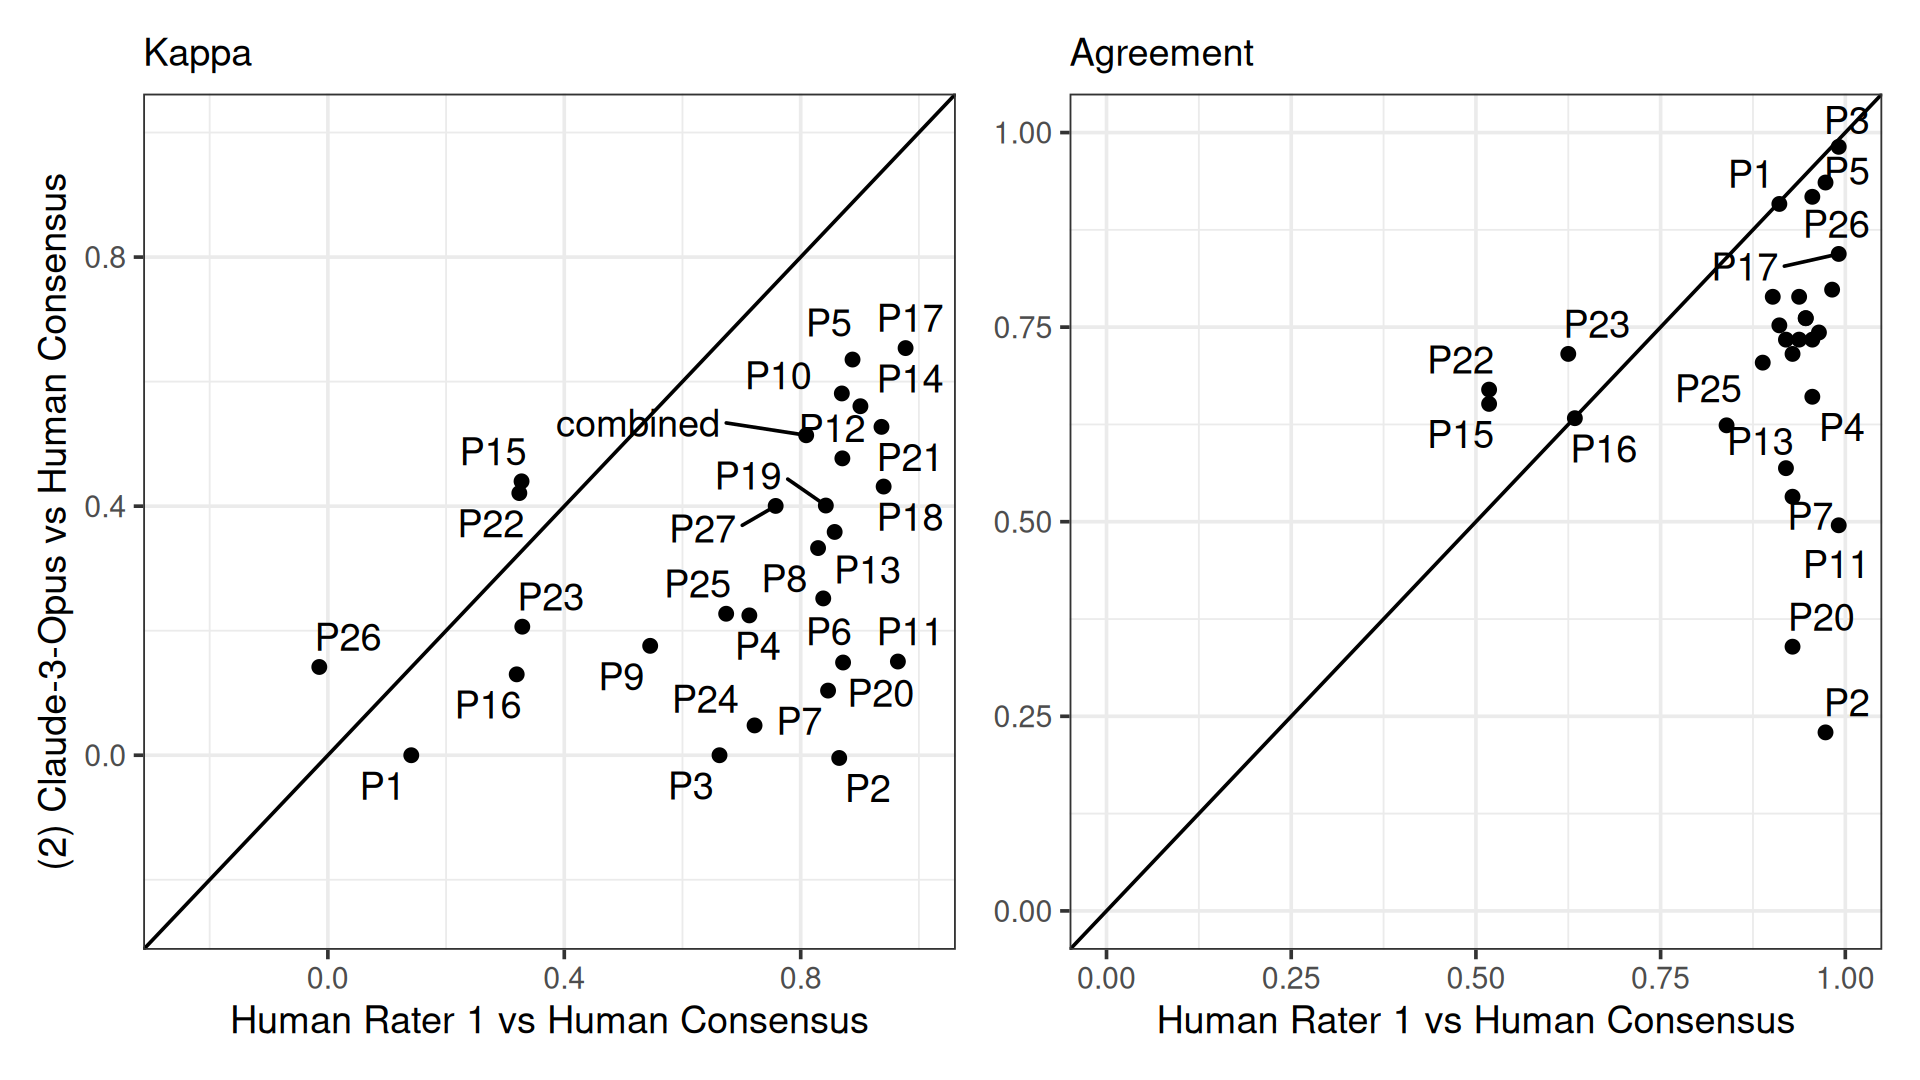 Kappa
Agreement
(2) Claude-3-Opus vs Human Consensus
0.8
0.4
0.0
P5
P17
P10
P14
combined
P12
P15
P19
P21
P22
P27
P18
P25
P8
P13
P23
P26
P4
P6
P11
P9
P16
P24
P7
P20
P1
P3
P2
0.0
0.4
0.8
Human Rater 1 vs Human Consensus
1.00
0.75
0.50
0.25
0.00
P3
P1
P5
P26
P17
P23
P22
P25
P15
P16
P13
P4
P7
P11
P20
P2
0.00
0.25
0.50
0.75
1.00
Human Rater 1 vs Human Consensus